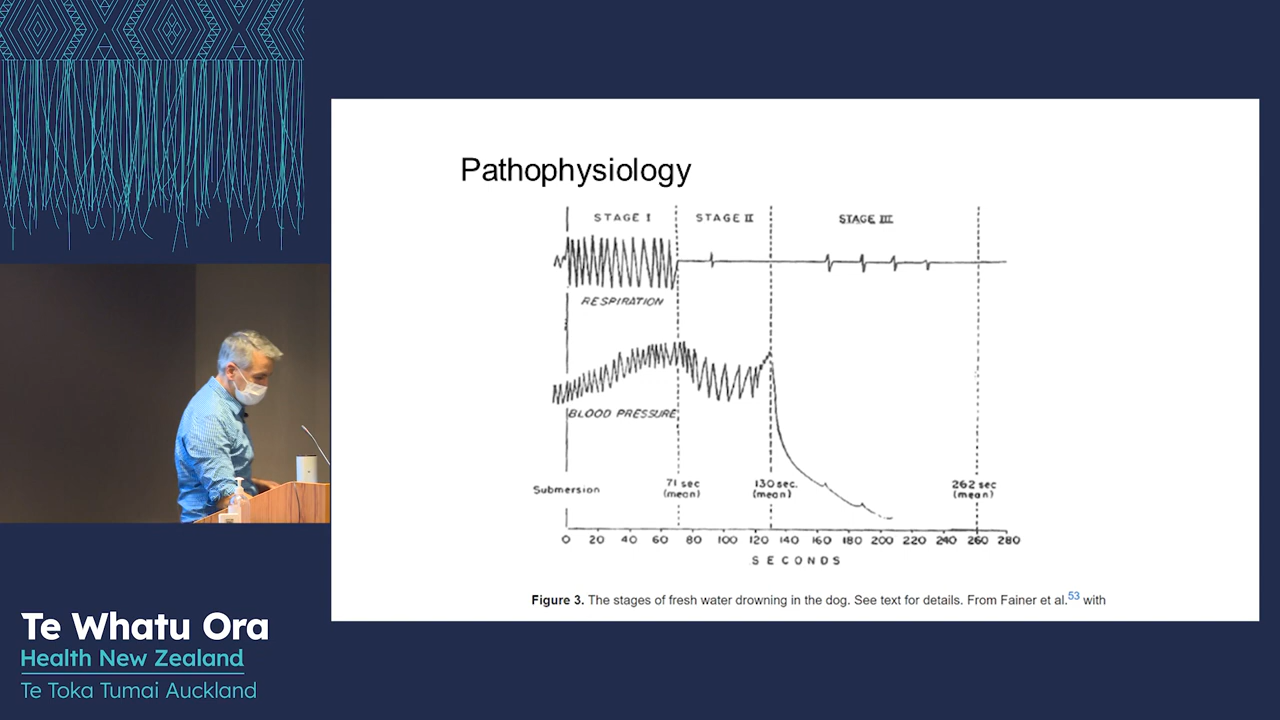 Pathophysiology
STAGE I STAGE II STAGE III
RESPIRATION
BLOOD PRESSURE
Submersion 71 sec (mean) 130 sec. (mean) 262 sec (mean)
0 20 40 60 80 100 120 140 160 180 200 220 240 260 280
SECONDS
Figure 3. The stages of fresh water drowning in the dog. See text for details. From Fainer et al.53 with
Te Whatu Ora
Health New Zealand
Te Toka Tumai Auckland